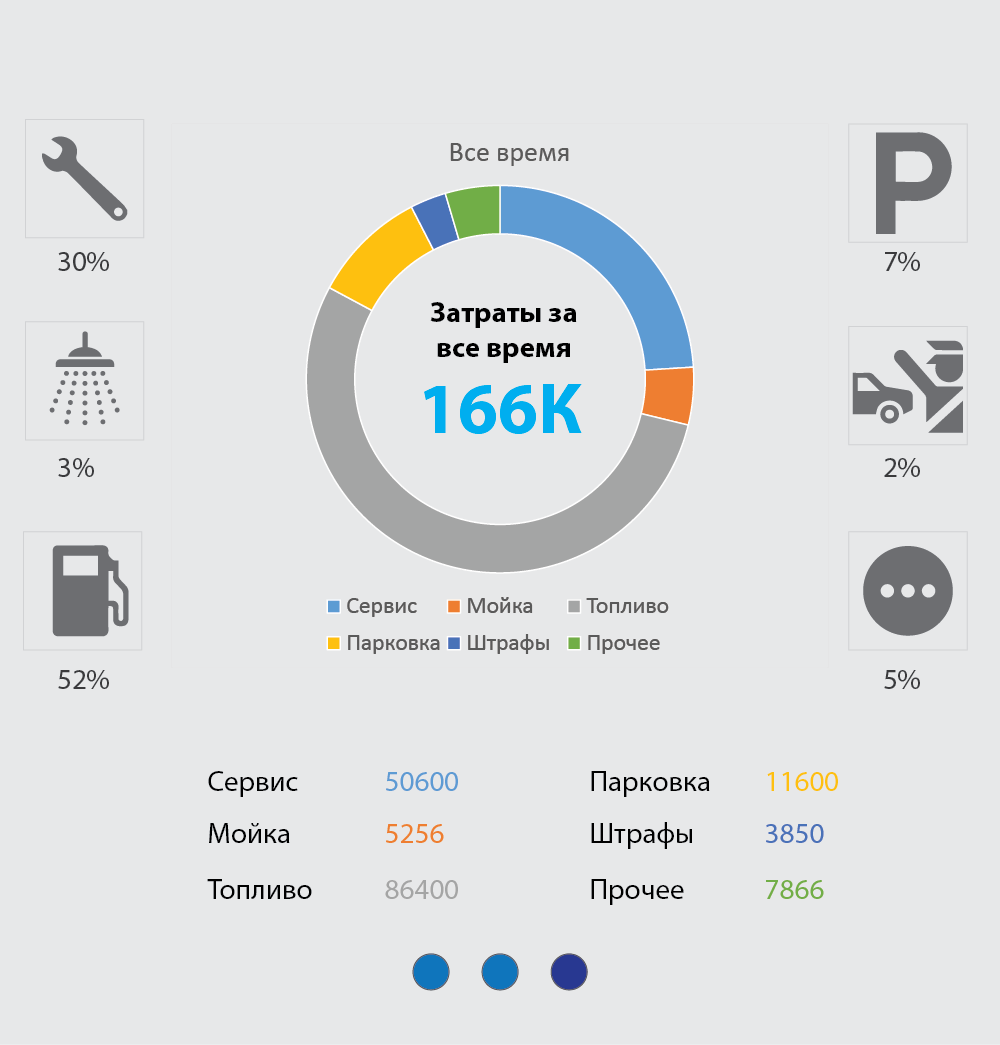 Все время
30%
3%
52%
Затраты за
все время
166К
P
7%
2%
5%
Сервис Мойка Топливо
Парковка Штрафы Прочее
Сервис 50600 Парковка 11600
Мойка 5256 Штрафы 3850
Топливо 86400 Прочее 7866